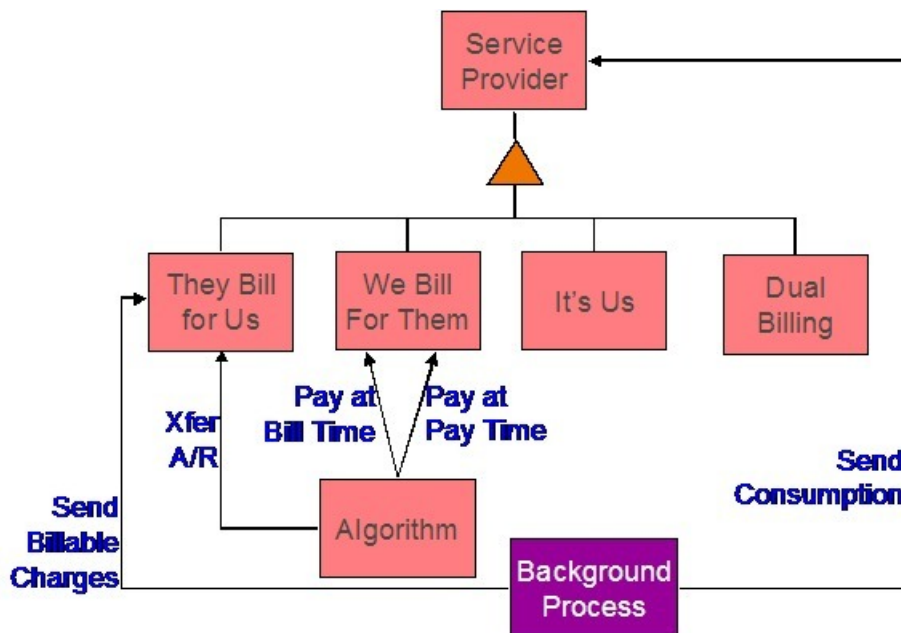 Service
Provider
They Bill
for Us
We Bill
For Them
It's Us
Dual
Billing
Xfer
A/R
Pay at
Bill Time
Pay at
Pay Time
Send
Consumption
Send
Billable
Charges
Algorithm
Background
Process